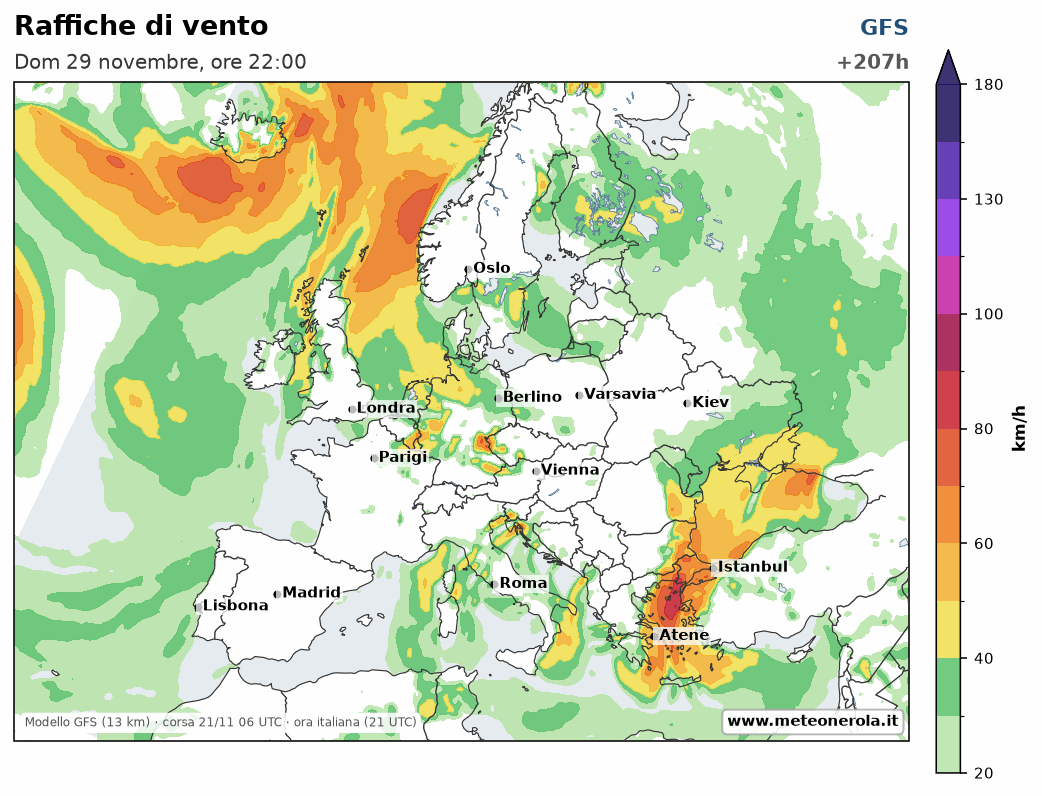 Raffiche di vento
GFS
Dom 29 novembre, ore 22:00
+207h
180
130
100
80
60
40
20
km/h
Oslo
Berlino
Varsavia
Kiev
Londra
Parigi
Vienna
Istanbul
Roma
Madrid
Lisbona
Atene
Modello GFS (13 km) · corsa 21/11 06 UTC · ora italiana (21 UTC)
www.meteonerola.it